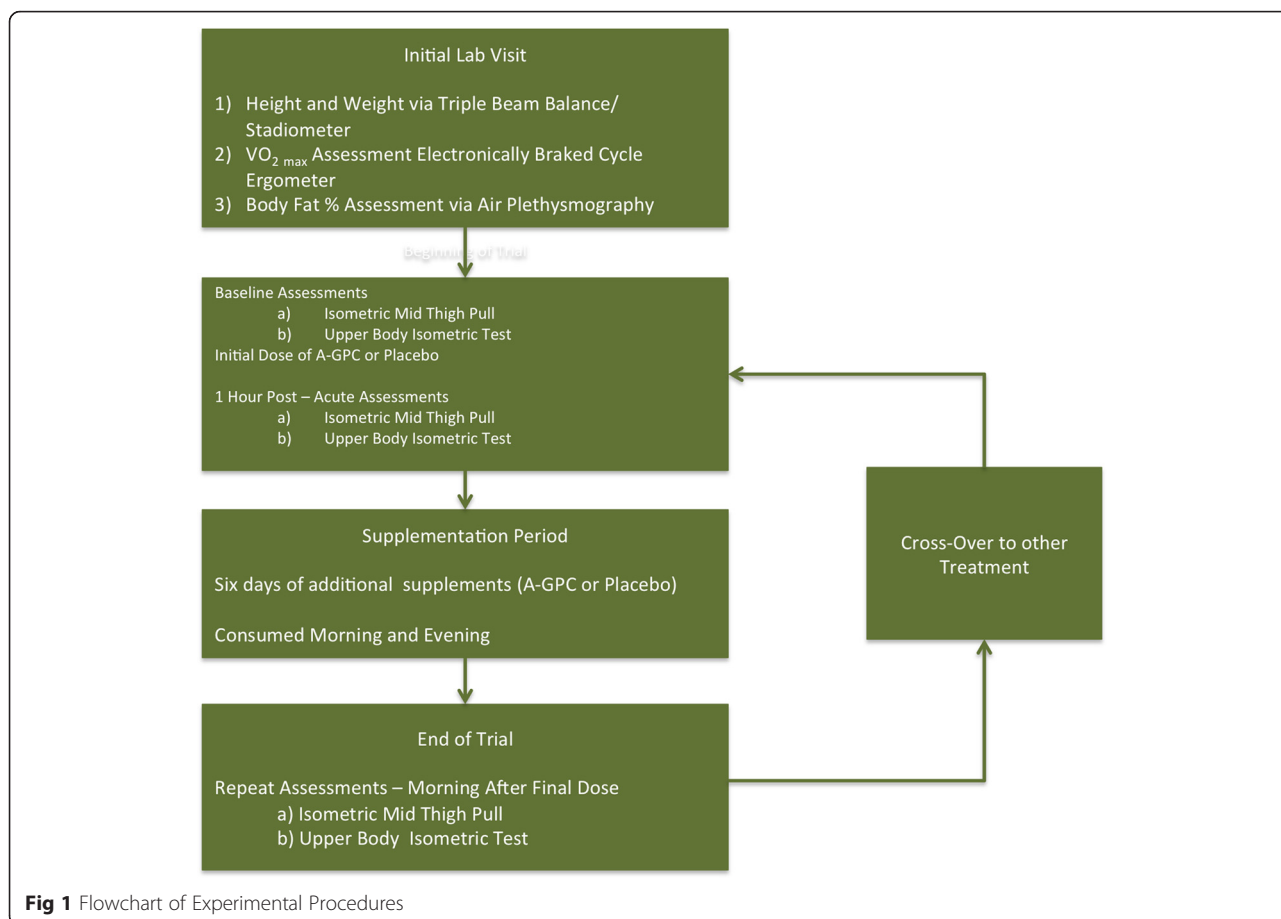 Initial Lab Visit
1) Height and Weight via Triple Beam Balance/
Stadiometer
2) VO2 max Assessment Electronically Braked Cycle
Ergometer
3) Body Fat % Assessment via Air Plethysmography
Beginning of Trial
Baseline Assessments
a) Isometric Mid Thigh Pull
b) Upper Body Isometric Test
Initial Dose of A-GPC or Placebo
1 Hour Post – Acute Assessments
a) Isometric Mid Thigh Pull
b) Upper Body Isometric Test
Supplementation Period
Six days of additional supplements (A-GPC or Placebo)
Consumed Morning and Evening
Cross-Over to other
Treatment
End of Trial
Repeat Assessments – Morning After Final Dose
a) Isometric Mid Thigh Pull
b) Upper Body Isometric Test
Fig 1 Flowchart of Experimental Procedures